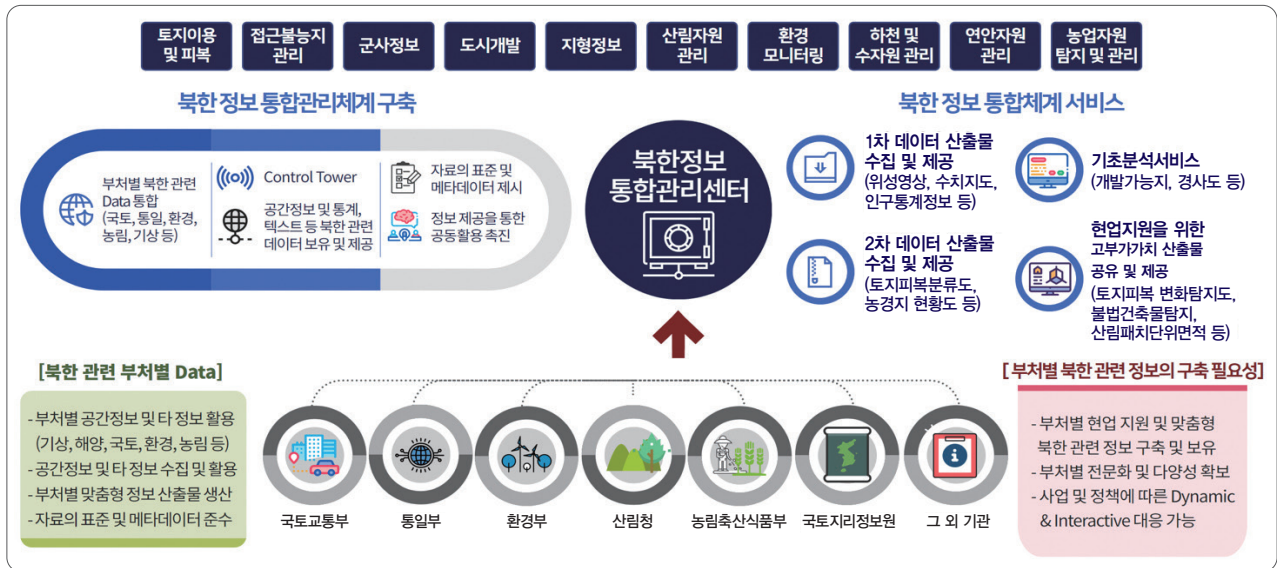 토지이용
및 피복
접근불능지
관리
군사정보
도시개발
지형정보
산림자원
관리
환경
모니터링
하천 및
수자원 관리
연안자원
관리
농업자원
탐지 및 관리
북한 정보 통합관리체계 구축
부처별 북한 관련
Data 통합
(국토, 통일, 환경,
농림, 기상 등)
Control Tower
공간정보 및 통계,
텍스트 등 북한 관련
데이터 보유 및 제공
자료의 표준 및
메타데이터 제시
정보 제공을 통한
공동활용 촉진
북한정보
통합관리센터
북한 정보 통합체계 서비스
1차 데이터 산출물
수집 및 제공
(위성영상, 수치지도,
인구통계정보 등)
기초분석서비스
(개발가능지, 경사도 등)
2차 데이터 산출물
수집 및 제공
(토지피복분류도,
농경지 현황도 등)
현업지원을 위한
고부가가치 산출물
공유 및 제공
(토지피복 변화탐지도,
불법건축물탐지,
산림패치단위면적 등)
[북한 관련 부처별 Data]
- 부처별 공간정보 및 타 정보 활용
(기상, 해양, 국토, 환경, 농림 등)
- 공간정보 및 타 정보 수집 및 활용
- 부처별 맞춤형 정보 산출물 생산
- 자료의 표준 및 메타데이터 준수
국토교통부
통일부
환경부
산림청
농림축산식품부
국토지리정보원
그 외 기관
[ 부처별 북한 관련 정보의 구축 필요성]
- 부처별 현업 지원 및 맞춤형
북한 관련 정보 구축 및 보유
- 부처별 전문화 및 다양성 확보
- 사업 및 정책에 따른 Dynamic
& Interactive 대응 가능